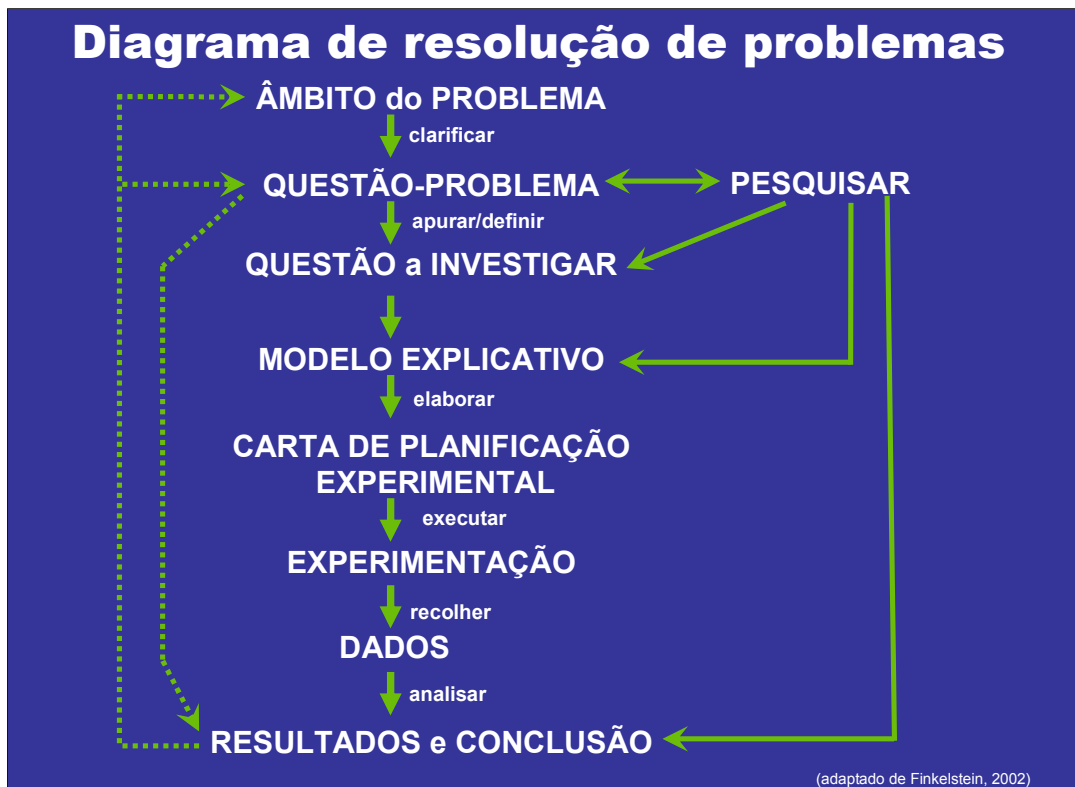 Diagrama de resolução de problemas
ÂMBITO do PROBLEMA
clarificar
QUESTÃO-PROBLEMA
PESQUISAR
apurar/definir
QUESTÃO a INVESTIGAR
MODELO EXPLICATIVO
elaborar
CARTA DE PLANIFICAÇÃO
EXPERIMENTAL
executar
EXPERIMENTAÇÃO
recolher
DADOS
analisar
RESULTADOS e CONCLUSÃO
(adaptado de Finkelstein, 2002)